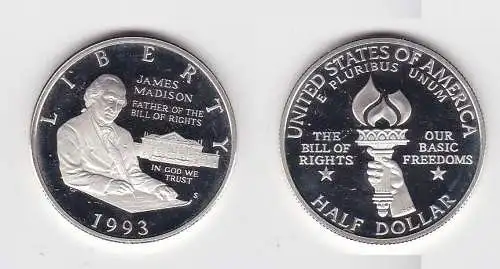 LIBERTY
JAMES
MADISON
FATHER OF THE
BILL OF RIGHTS
IN GOD WE
TRUST
S
1993
UNITED STATES OF AMERICA
E PLURIBUS UNUM
THE
BILL OF
RIGHTS
OUR
BASIC
FREEDOMS
HALF DOLLAR